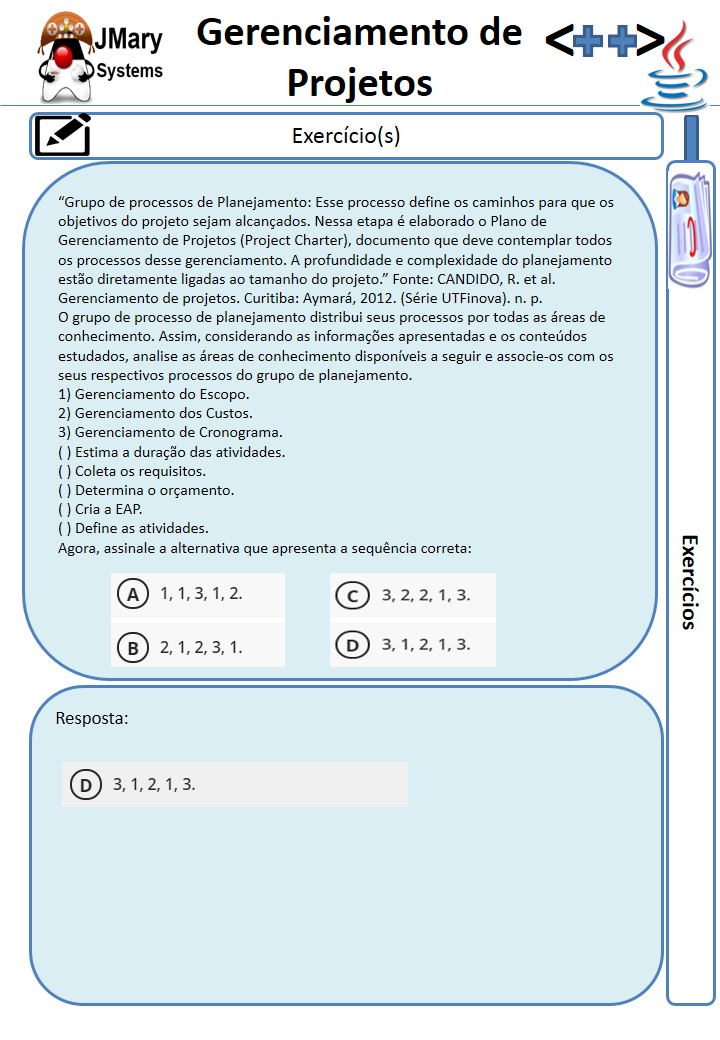 JMary
Systems
Gerenciamento de
Projetos
<++>
Exercício(s)
“Grupo de processos de Planejamento: Esse processo define os caminhos para que os
objetivos do projeto sejam alcançados. Nessa etapa é elaborado o Plano de
Gerenciamento de Projetos (Project Charter), documento que deve contemplar todos
os processos desse gerenciamento. A profundidade e complexidade do planejamento
estão diretamente ligadas ao tamanho do projeto.” Fonte: CANDIDO, R. et al.
Gerenciamento de projetos. Curitiba: Aymará, 2012. (Série UTFinova). n. p.
O grupo de processo de planejamento distribui seus processos por todas as áreas de
conhecimento. Assim, considerando as informações apresentadas e os conteúdos
estudados, analise as áreas de conhecimento disponíveis a seguir e associe-os com os
seus respectivos processos do grupo de planejamento.
1) Gerenciamento do Escopo.
2) Gerenciamento dos Custos.
3) Gerenciamento de Cronograma.
( ) Estima a duração das atividades.
( ) Coleta os requisitos.
( ) Determina o orçamento.
( ) Cria a EAP.
( ) Define as atividades.
Agora, assinale a alternativa que apresenta a sequência correta:
A 1, 1, 3, 1, 2.
B 2, 1, 2, 3, 1.
C 3, 2, 2, 1, 3.
D 3, 1, 2, 1, 3.
Resposta:
D 3, 1, 2, 1, 3.
Exercícios